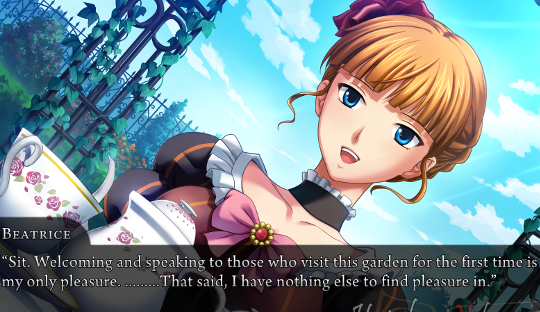 BEATRICE
“Sit. Welcoming and speaking to those who visit this garden for the first time is
my only pleasure. .........That said, I have nothing else to find pleasure in.”